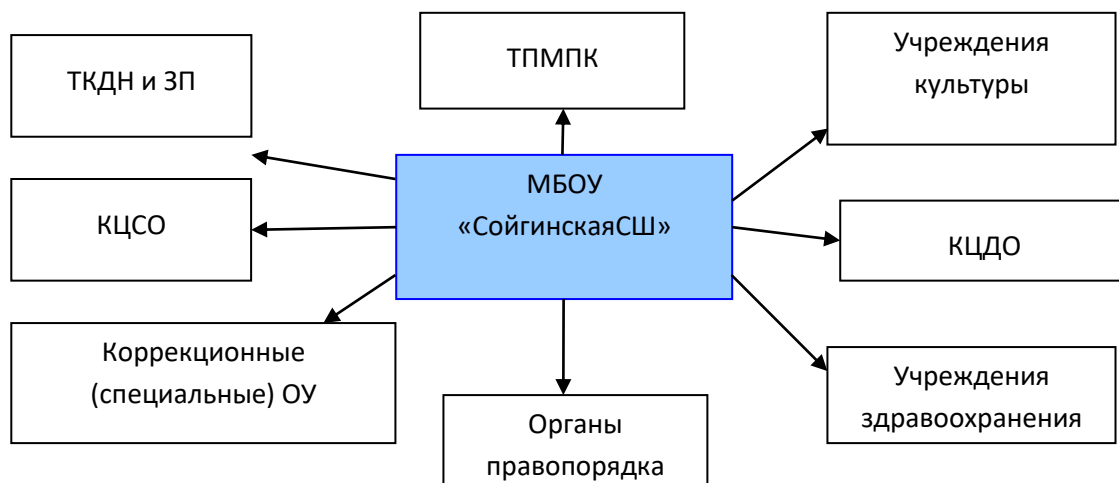 ТКДН и ЗП
ТПМПК
Учреждения
культуры
КЦСО
МБОУ
«СойгинскаяСШ»
КЦДО
Коррекционные
(специальные) ОУ
Органы
правопорядка
Учреждения
здравоохранения